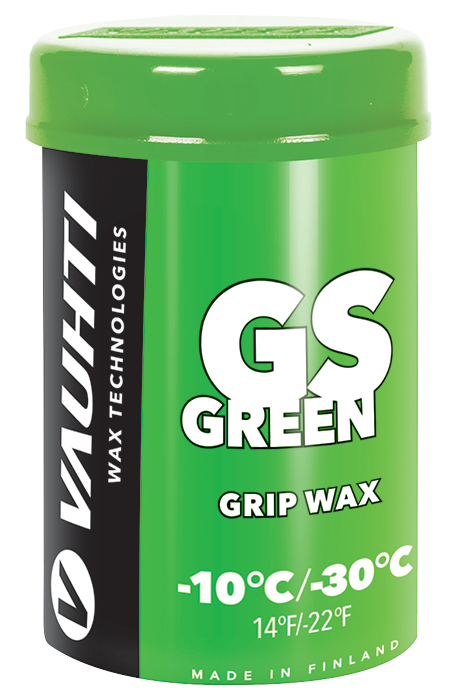 VAUHTI
WAX TECHNOLOGIES
GS
GREEN
GRIP WAX
-10°C/-30°C
14°F/-22°F
MADE IN FINLAND